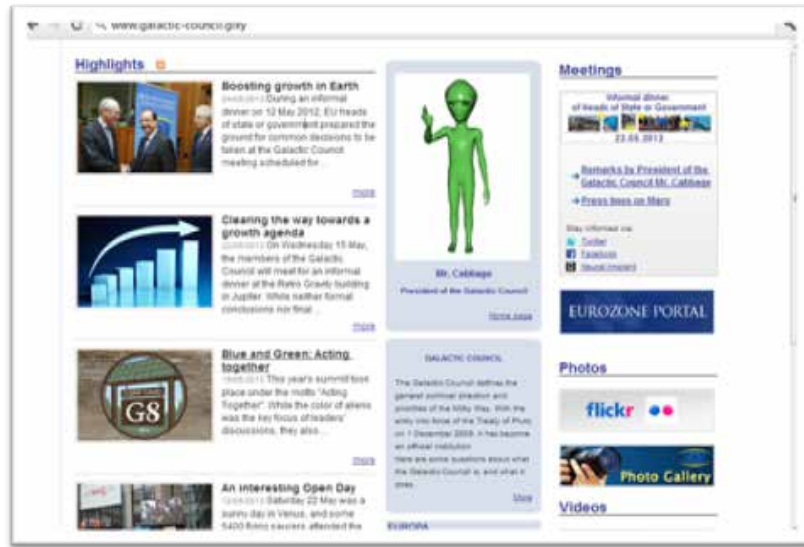 www.galactic-council.glxy
Highlights
Boosting growth in Earth
During an informal
dinner on 12 May 2012, EU heads
of state or government prepared the
ground for common decisions to be
taken at the Galactic Council
meeting scheduled for ...
more
Clearing the way towards a
growth agenda
On Wednesday 15 May,
the members of the Galactic
Council will meet for an informal
dinner at the Retro Gravity building
in Jupiter. While neither formal
conclusions nor final ...
more
Blue and Green: Acting
together
This year's summit took
place under the motto "Acting
Together". While the color of aliens
was the key focus of leaders'
discussions, they also ...
G8
more
An interesting Open Day
Saturday 22 May was a
sunny day in Venus, and some
5400 flying saucers attended the
Mr. Cabbage
President of the Galactic Council
Home page
GALACTIC COUNCIL
The Galactic Council defines the
general political direction and
priorities of the Milky Way. With the
entry into force of the Treaty of Pluto
on 1 December 2009, it has become
an official institution.
Here are some questions about what
the Galactic Council is, and what it
does.
More
EUROPA
Meetings
Informal dinner
of Heads of State or Government
23.05.2012
Remarks by President of the
Galactic Council Mr. Cabbage
Press trees on Mars
Stay informed via:
Twitter
Facebook
Neural implant
EUROZONE PORTAL
Photos
flickr
Photo Gallery
Videos